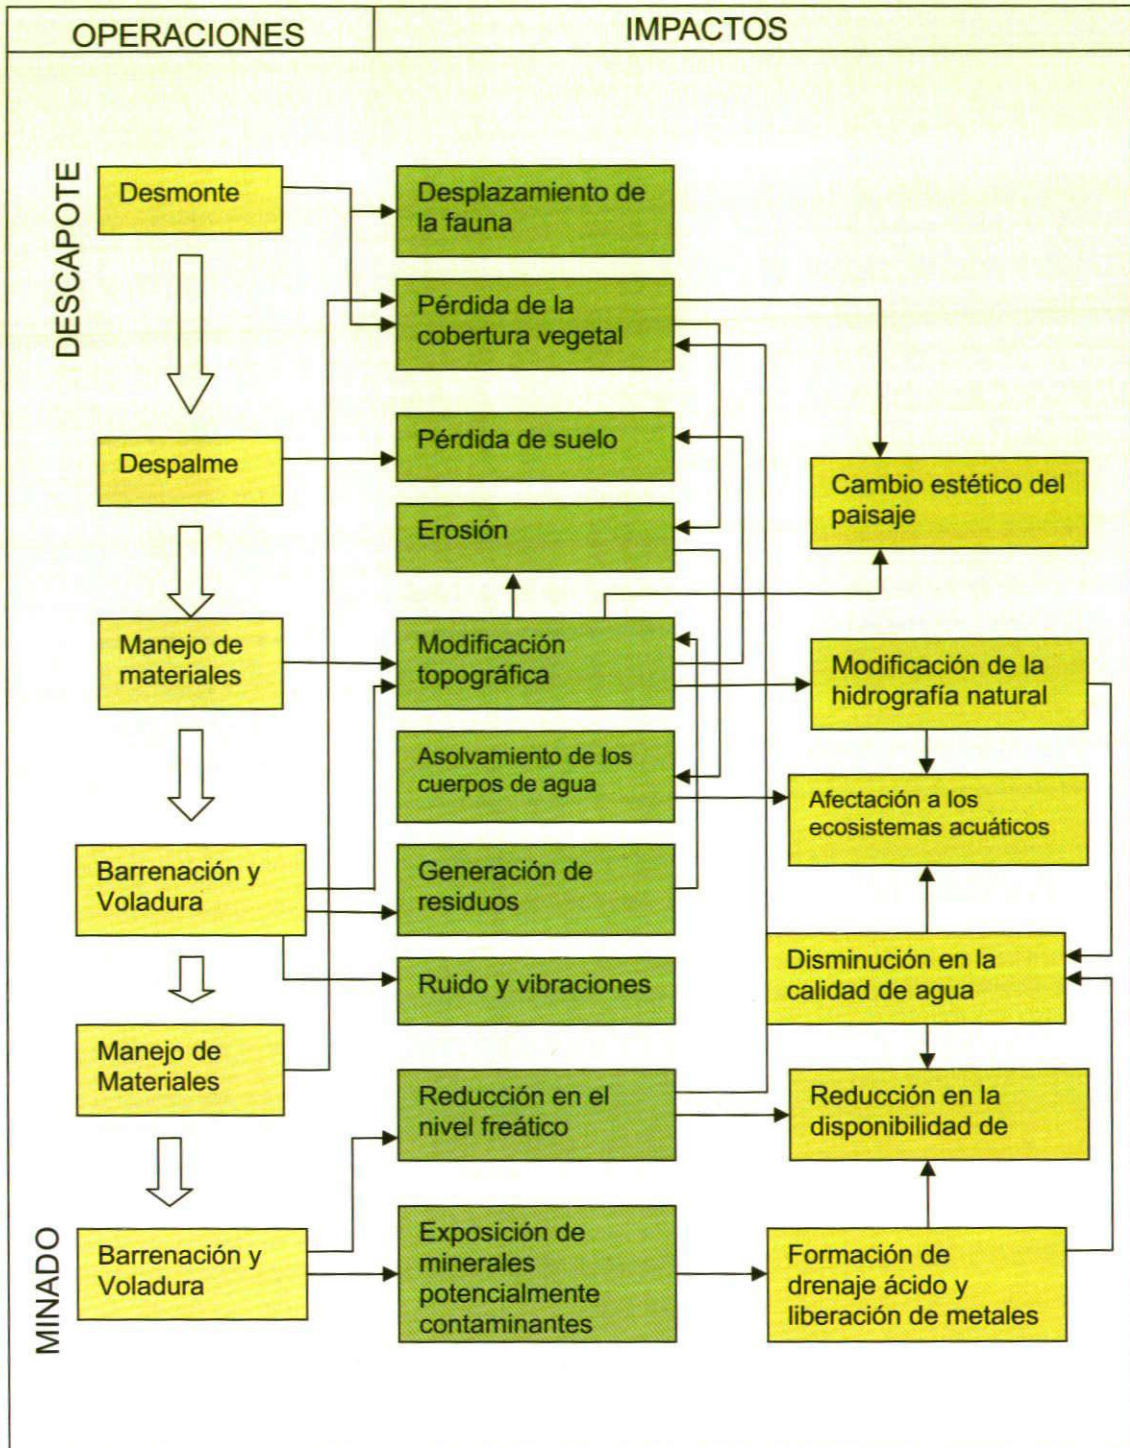 OPERACIONES
IMPACTOS
DESCAPOTE
Desmonte
Desplazamiento de
la fauna
Pérdida de la
cobertura vegetal
Despalme
Pérdida de suelo
Cambio estético del
paisaje
Erosión
Manejo de
materiales
Modificación
topográfica
Modificación de la
hidrografía natural
Asolvamiento de los
cuerpos de agua
Afectación a los
ecosistemas acuáticos
Barrenación y
Voladura
Generación de
residuos
Ruido y vibraciones
Disminución en la
calidad de agua
Manejo de
Materiales
Reducción en el
nivel freático
Reducción en la
disponibilidad de
MINADO
Barrenación y
Voladura
Exposición de
minerales
potencialmente
contaminantes
Formación de
drenaje ácido y
liberación de metales